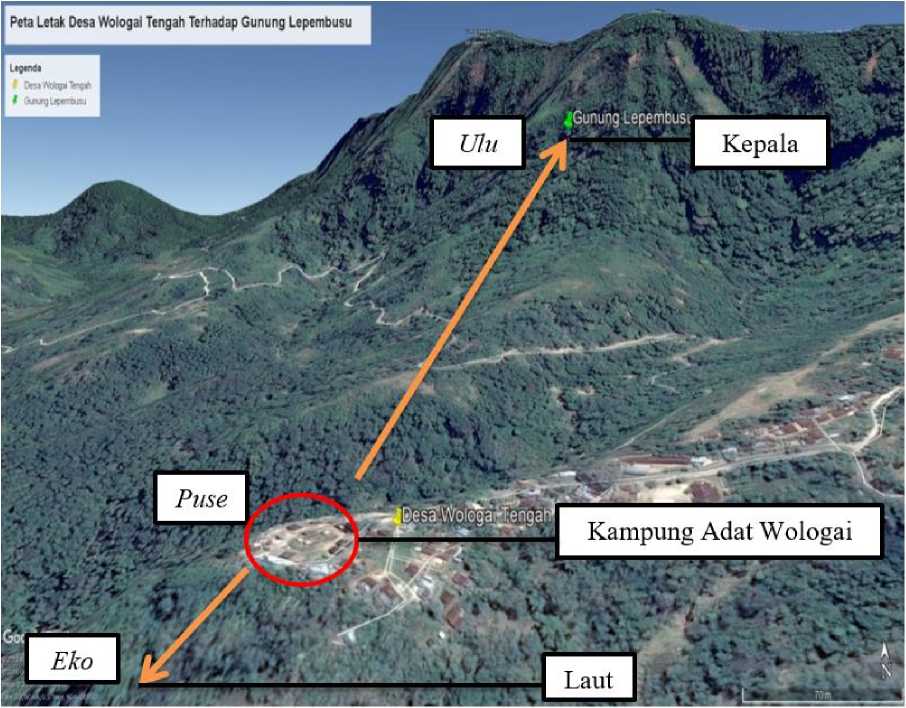 Peta Letak Desa Wologai Tengah Terhadap Gunung Lepembusu
Legenda
Desa Wologai Tengah
Gunung Lepembusu
Gunung Lepembusu
Ulu
Kepala
Puse
Desa Wologai Tengah
Kampung Adat Wologai
Eko
Laut
Goo
N
70 m